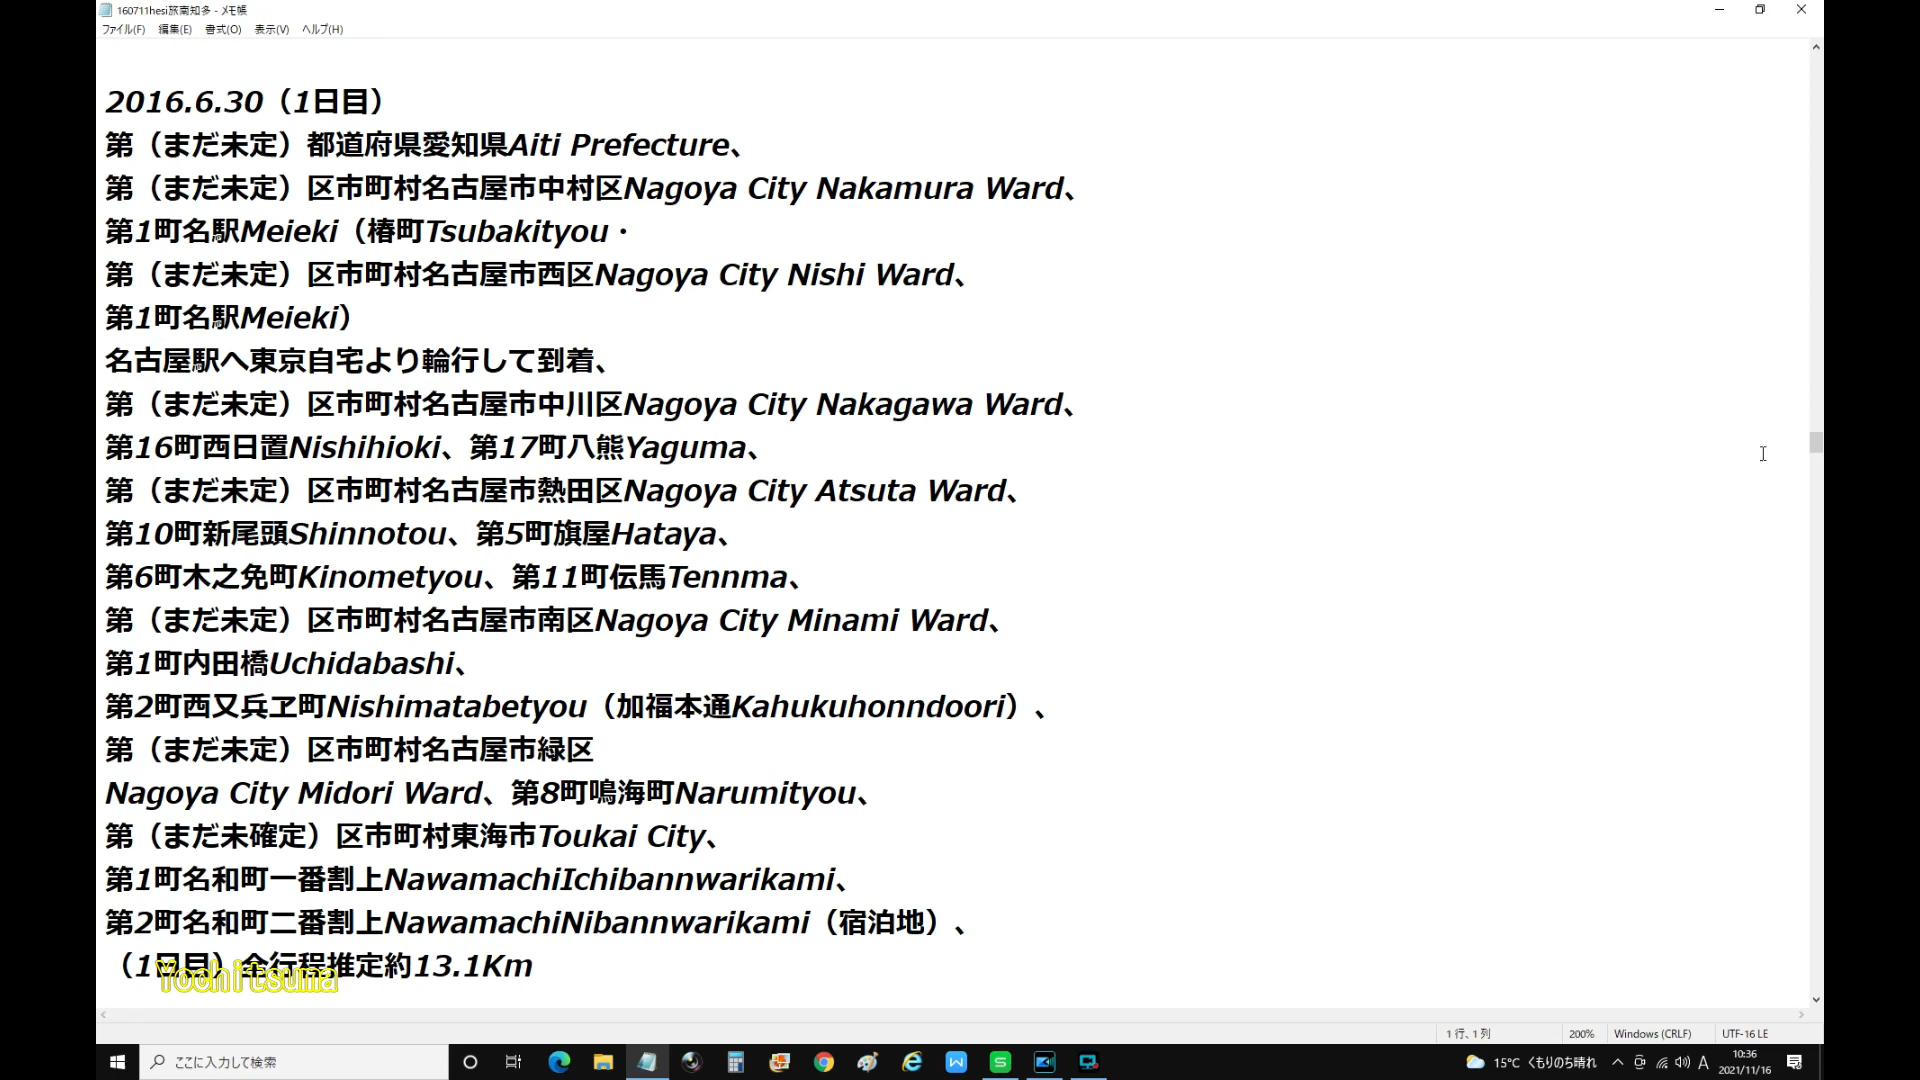 160711hesi旅南知多 - メモ帳
ファイル(F) 編集(E) 書式(O) 表示(V) ヘルプ(H)
2016.6.30（1日目）
第（まだ未定）都道府県愛知県Aiti Prefecture、
第（まだ未定）区市町村名古屋市中村区Nagoya City Nakamura Ward、
第1町名駅Meieki（椿町Tsubakityou・
第（まだ未定）区市町村名古屋市西区Nagoya City Nishi Ward、
第1町名駅Meieki）
名古屋駅へ東京自宅より輪行して到着、
第（まだ未定）区市町村名古屋市中川区Nagoya City Nakagawa Ward、
第16町西日置Nishihioki、第17町八熊Yaguma、
第（まだ未定）区市町村名古屋市熱田区Nagoya City Atsuta Ward、
第10町新尾頭Shinnotou、第5町旗屋Hataya、
第6町木之免町Kinometyou、第11町伝馬Tennma、
第（まだ未定）区市町村名古屋市南区Nagoya City Minami Ward、
第1町内田橋Uchidabashi、
第2町西又兵ヱ町Nishimatabetyou（加福本通Kahukuhonndoori）、
第（まだ未定）区市町村名古屋市緑区
Nagoya City Midori Ward、第8町鳴海町Narumityou、
第（まだ未確定）区市町村東海市Toukai City、
第1町名和町一番割上NawamachiIchibannwarikami、
第2町名和町二番割上NawamachiNibannwarikami（宿泊地）、
（1日目）全行程推定約13.1Km
Yochitsuna
1 行、1 列 200% Windows (CRLF) UTF-16 LE
ここに入力して検索
15°C くもりのち晴れ A 10:36
2021/11/16